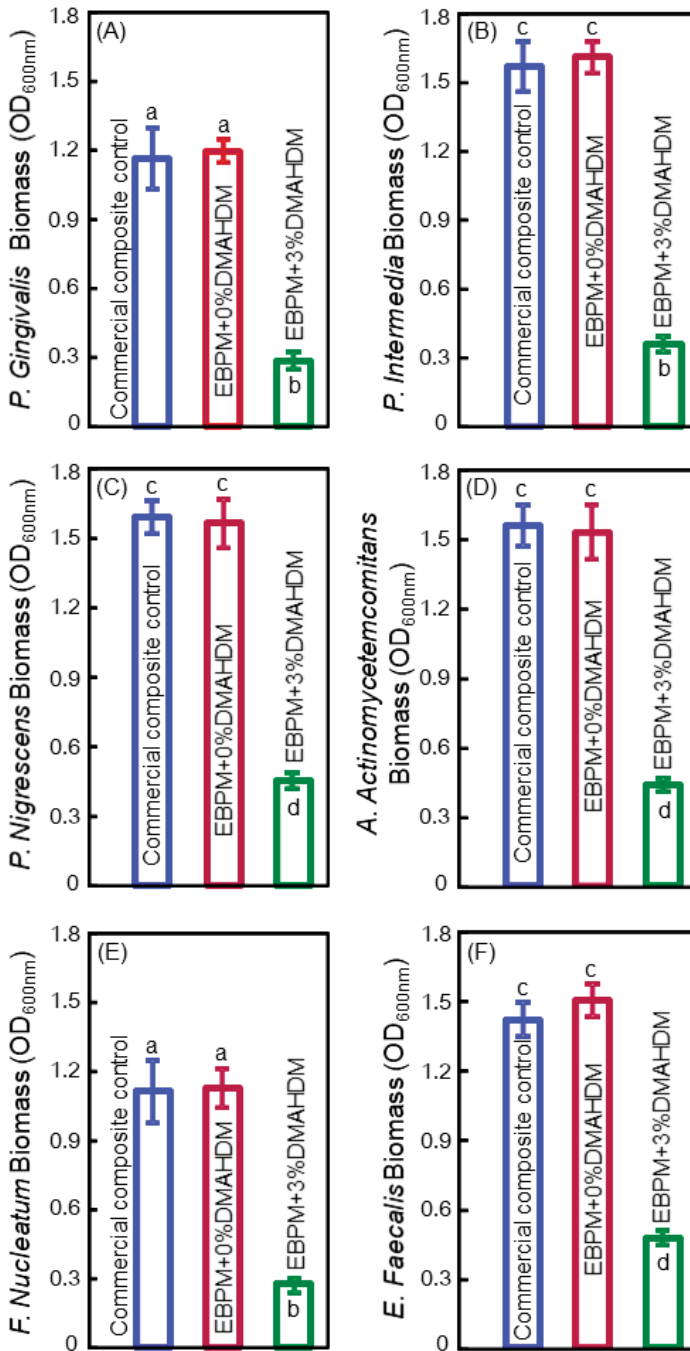 (A)
P. Gingivalis Biomass (OD600nm)
1.8
1.5
1.2
0.9
0.6
0.3
0
a
a
b
Commercial composite control
EBPM+0%DMAHDM
EBPM+3%DMAHDM
(B)
P. Intermedia Biomass (OD600nm)
1.8
1.5
1.2
0.9
0.6
0.3
0
c
c
b
Commercial composite control
EBPM+0%DMAHDM
EBPM+3%DMAHDM
(C)
P. Nigrescens Biomass (OD600nm)
1.8
1.5
1.2
0.9
0.6
0.3
0
c
c
d
Commercial composite control
EBPM+0%DMAHDM
EBPM+3%DMAHDM
(D)
A. Actinomycetemcomitans
Biomass (OD600nm)
1.8
1.5
1.2
0.9
0.6
0.3
0
c
c
d
Commercial composite control
EBPM+0%DMAHDM
EBPM+3%DMAHDM
(E)
F. Nucleatum Biomass (OD600nm)
1.8
1.5
1.2
0.9
0.6
0.3
0
a
a
b
Commercial composite control
EBPM+0%DMAHDM
EBPM+3%DMAHDM
(F)
E. Faecalis Biomass (OD600nm)
1.8
1.5
1.2
0.9
0.6
0.3
0
c
c
d
Commercial composite control
EBPM+0%DMAHDM
EBPM+3%DMAHDM